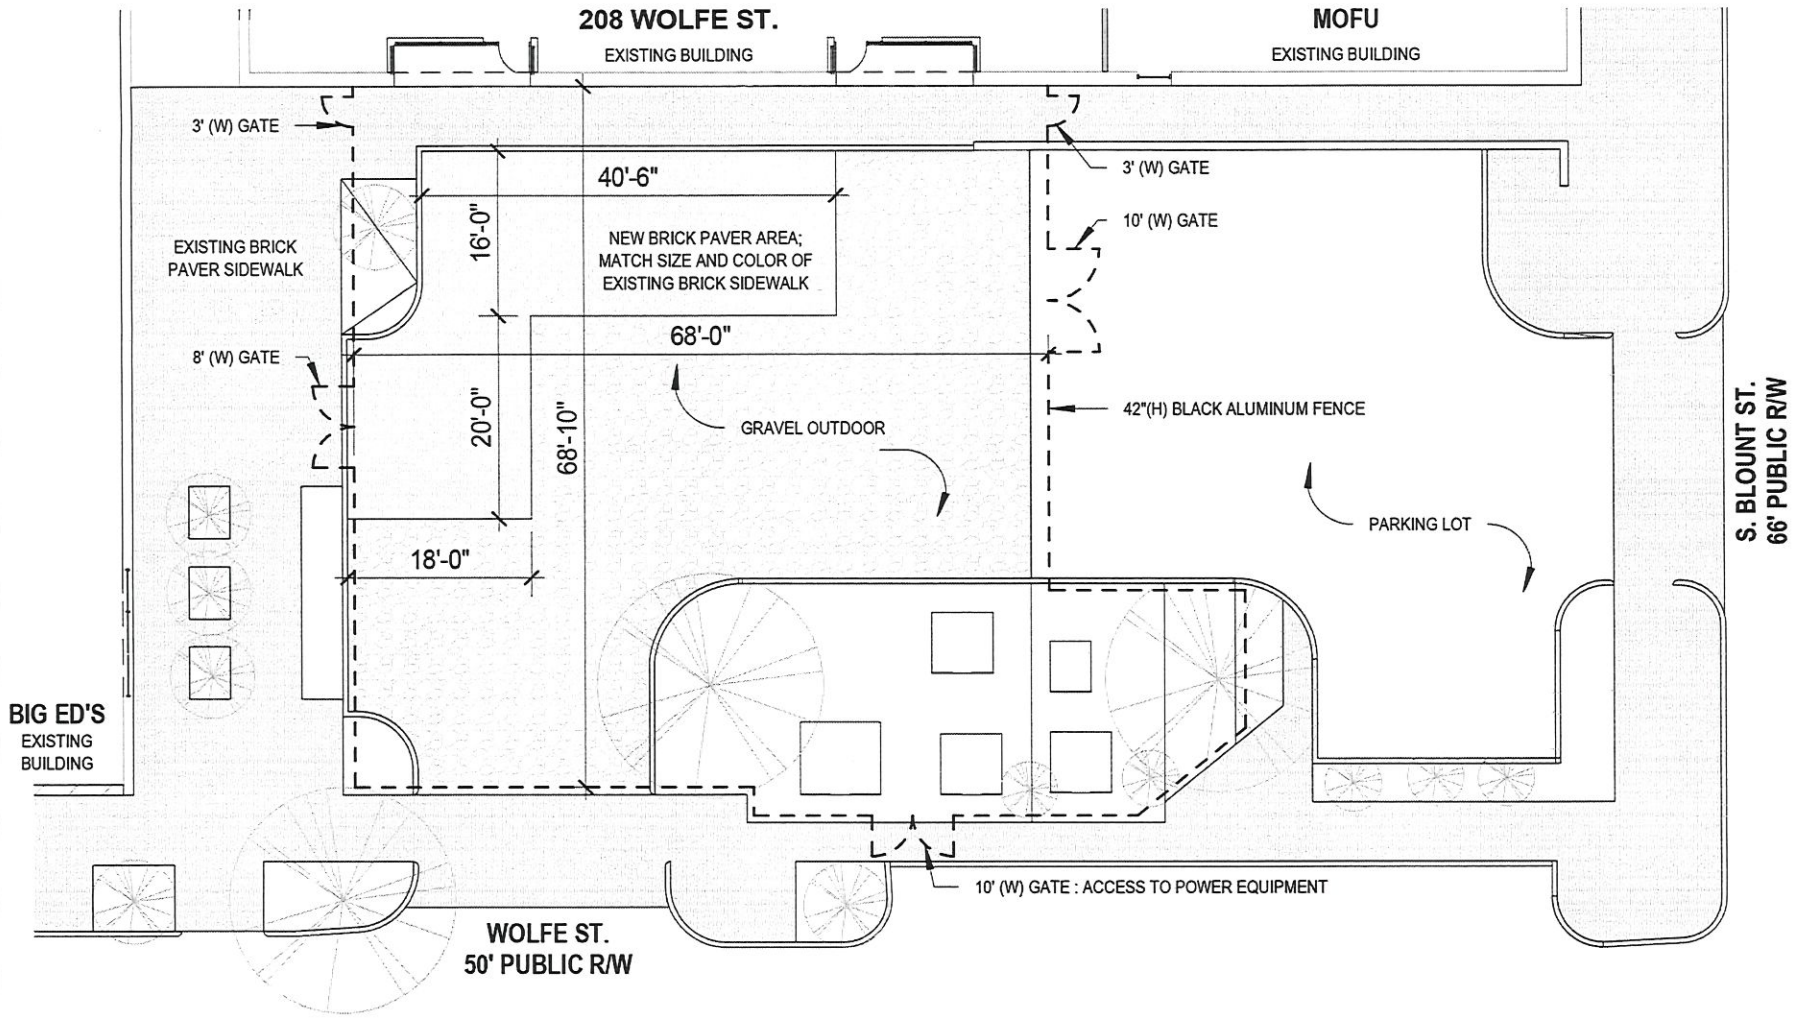 208 WOLFE ST.
EXISTING BUILDING
MOFU
EXISTING BUILDING
3' (W) GATE
3' (W) GATE
40'-6"
16'-0"
10' (W) GATE
NEW BRICK PAVER AREA;
MATCH SIZE AND COLOR OF
EXISTING BRICK SIDEWALK
EXISTING BRICK
PAVER SIDEWALK
68'-0"
8' (W) GATE
20'-0"
68'-10"
42"(H) BLACK ALUMINUM FENCE
GRAVEL OUTDOOR
S. BLOUNT ST.
66' PUBLIC R/W
PARKING LOT
18'-0"
BIG ED'S
EXISTING
BUILDING
10' (W) GATE : ACCESS TO POWER EQUIPMENT
WOLFE ST.
50' PUBLIC R/W